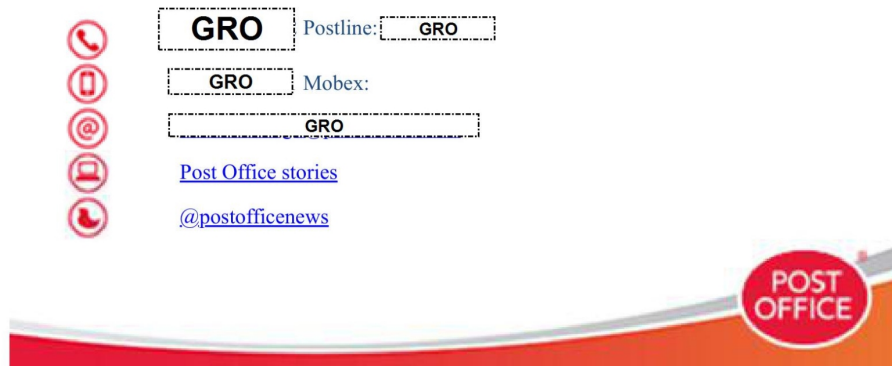 GRO Postline: GRO
GRO Mobex:
GRO
Post Office stories
@postofficenews
POST
OFFICE